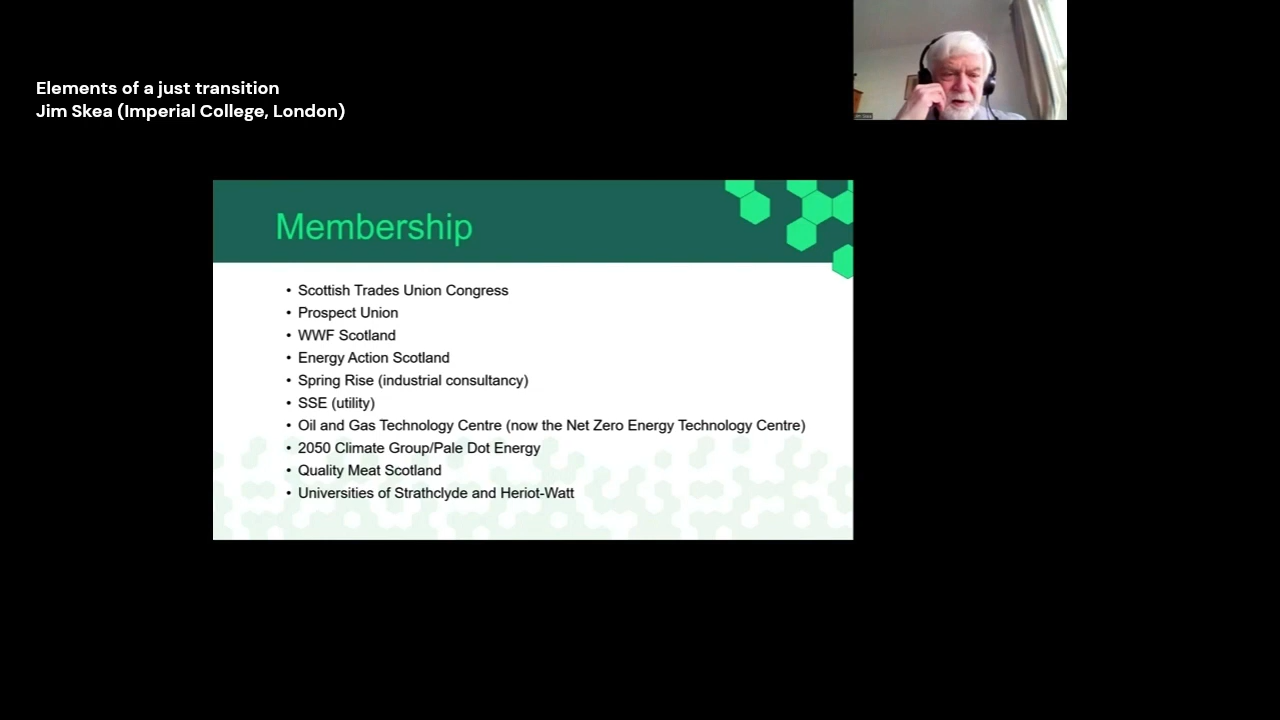 Elements of a just transition
Jim Skea (Imperial College, London)
Jim Skea
Membership
• Scottish Trades Union Congress
• Prospect Union
• WWF Scotland
• Energy Action Scotland
• Spring Rise (industrial consultancy)
• SSE (utility)
• Oil and Gas Technology Centre (now the Net Zero Energy Technology Centre)
• 2050 Climate Group/Pale Dot Energy
• Quality Meat Scotland
• Universities of Strathclyde and Heriot-Watt